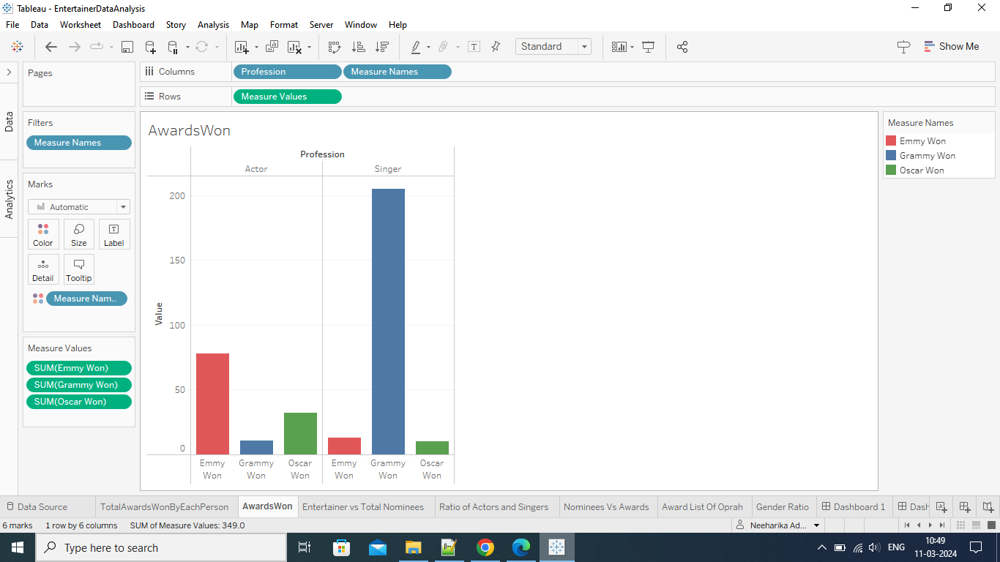 Tableau - EntertainerDataAnalysis
File Data Worksheet Dashboard Story Analysis Map Format Server Window Help
Standard
Show Me
Pages
Columns
Profession
Measure Names
Rows
Measure Values
Data
Analytics
Filters
Measure Names
Marks
Automatic
Color Size Label
Detail Tooltip
Measure Nam..
Measure Values
SUM(Emmy Won)
SUM(Grammy Won)
SUM(Oscar Won)
AwardsWon
Profession
Actor Singer
200
150
100
50
0
Value
Emmy Won
Grammy Won
Oscar Won
Emmy Won
Grammy Won
Oscar Won
Measure Names
Emmy Won
Grammy Won
Oscar Won
Data Source TotalAwardsWonByEachPerson AwardsWon Entertainer vs Total Nominees Ratio of Actors and Singers Nominees Vs Awards Award List Of Oprah Gender Ratio Dashboard 1 Dash
6 marks 1 row by 6 columns SUM of Measure Values: 349.0 Neeharika Ad...
Type here to search
ENG
10:49
11-03-2024